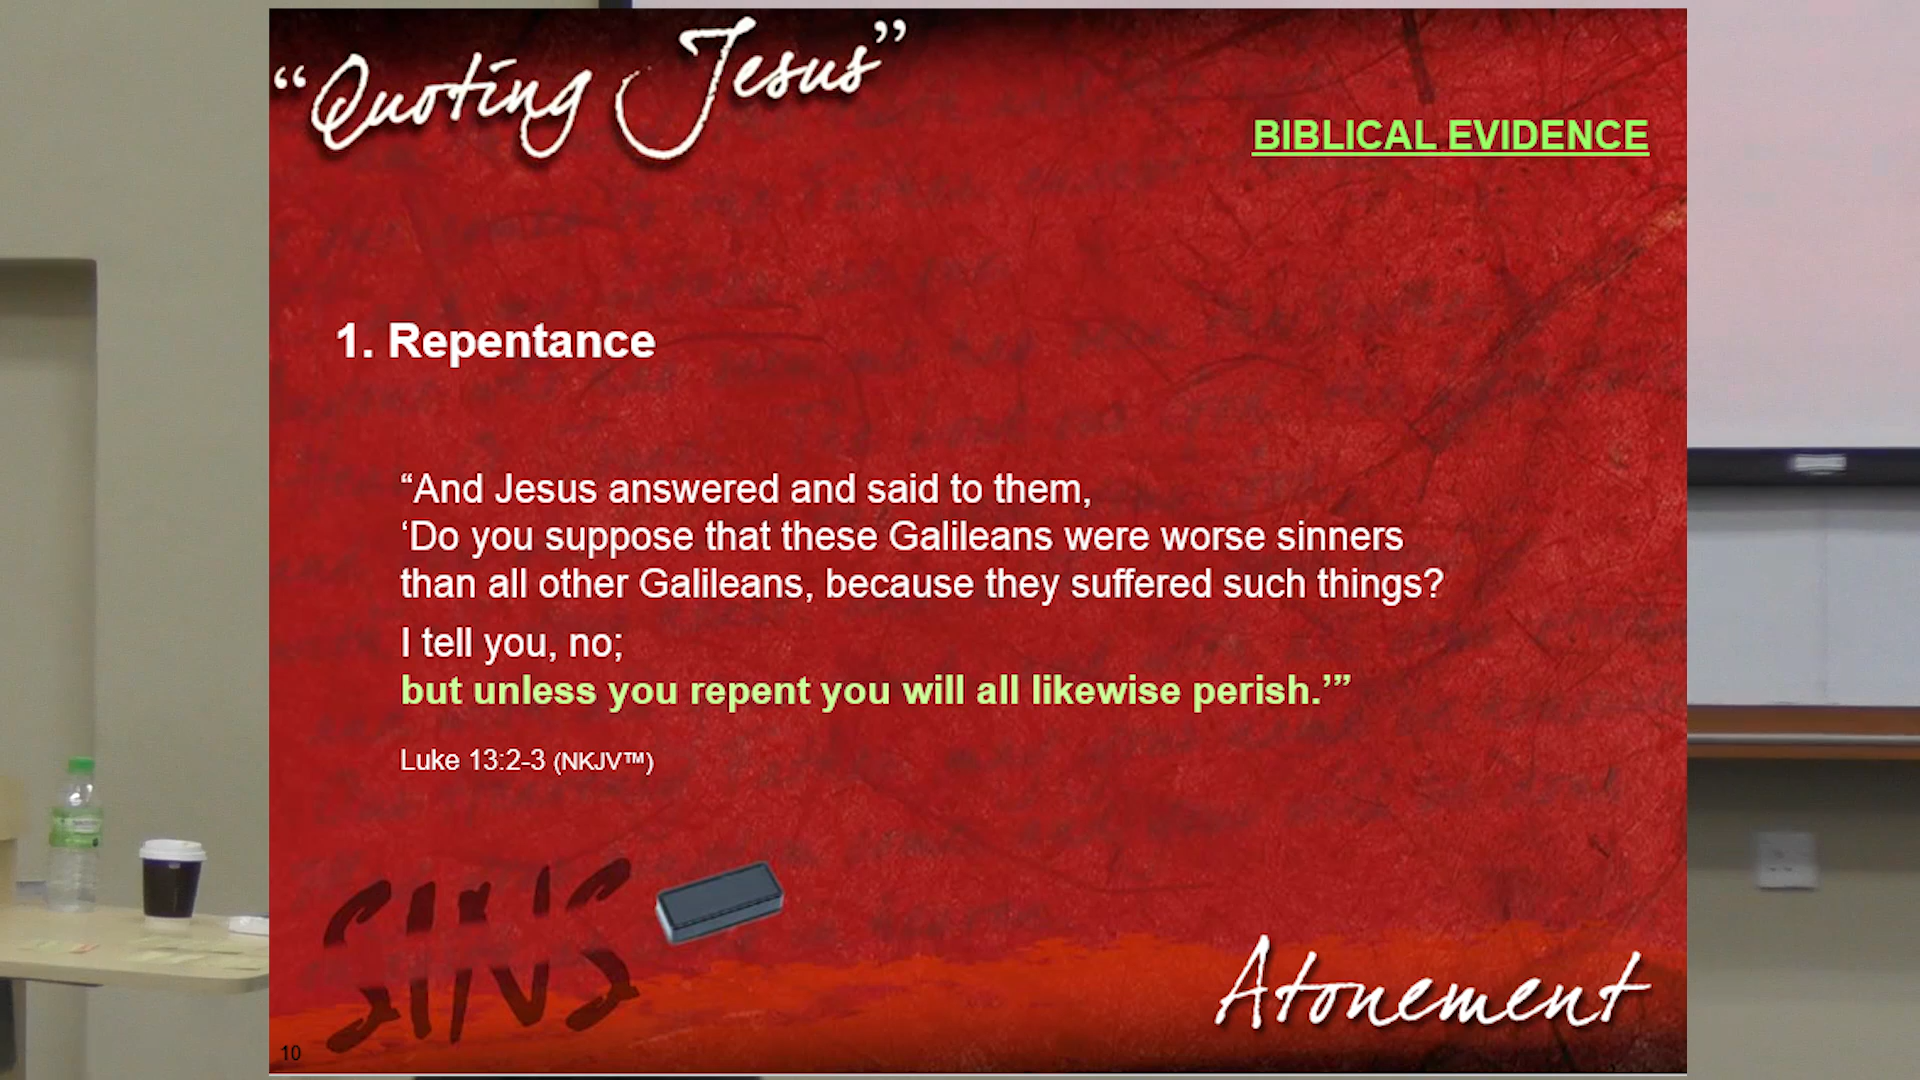 “Quoting Jesus”
BIBLICAL EVIDENCE
1. Repentance
“And Jesus answered and said to them,
‘Do you suppose that these Galileans were worse sinners
than all other Galileans, because they suffered such things?
I tell you, no;
but unless you repent you will all likewise perish.’”
Luke 13:2-3 (NKJV™)
SINS
Atonement
10